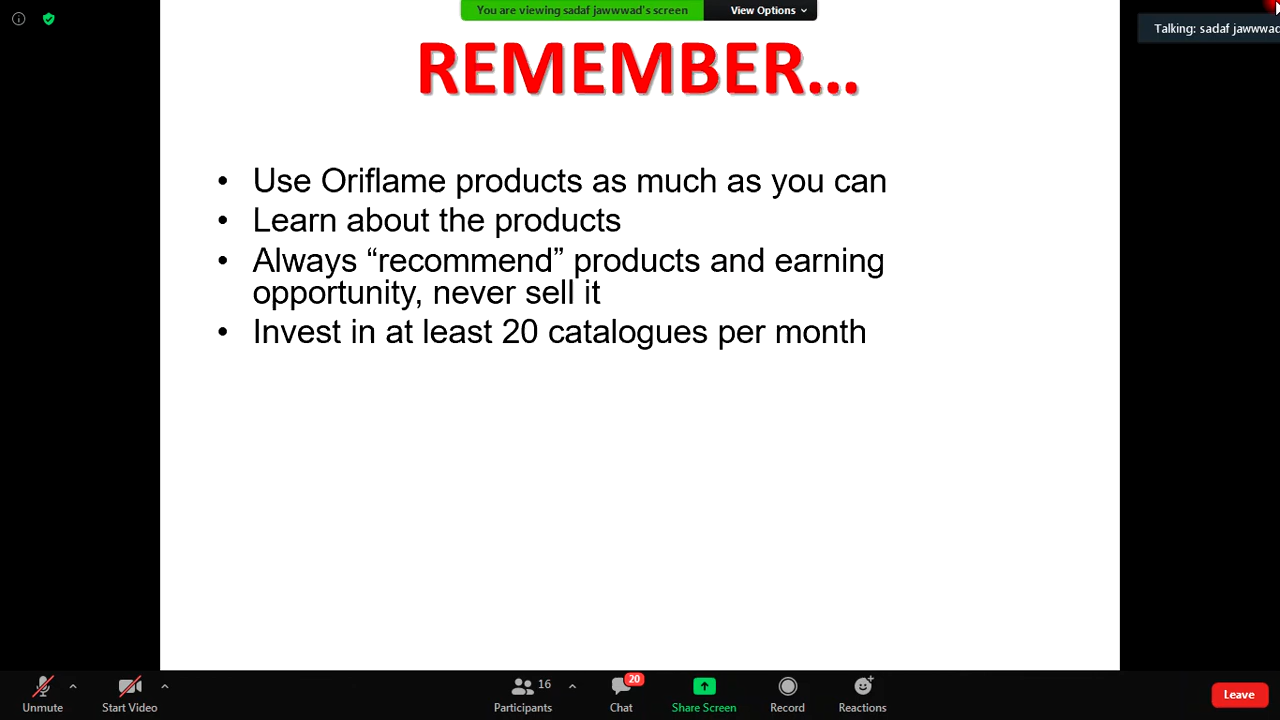 You are viewing sadaf jawwwad's screen View Options
Talking: sadaf jawwwad
REMEMBER...
• Use Oriflame products as much as you can
• Learn about the products
• Always “recommend” products and earning
opportunity, never sell it
• Invest in at least 20 catalogues per month
16
20
Unmute Start Video Participants Chat Share Screen Record Reactions Leave